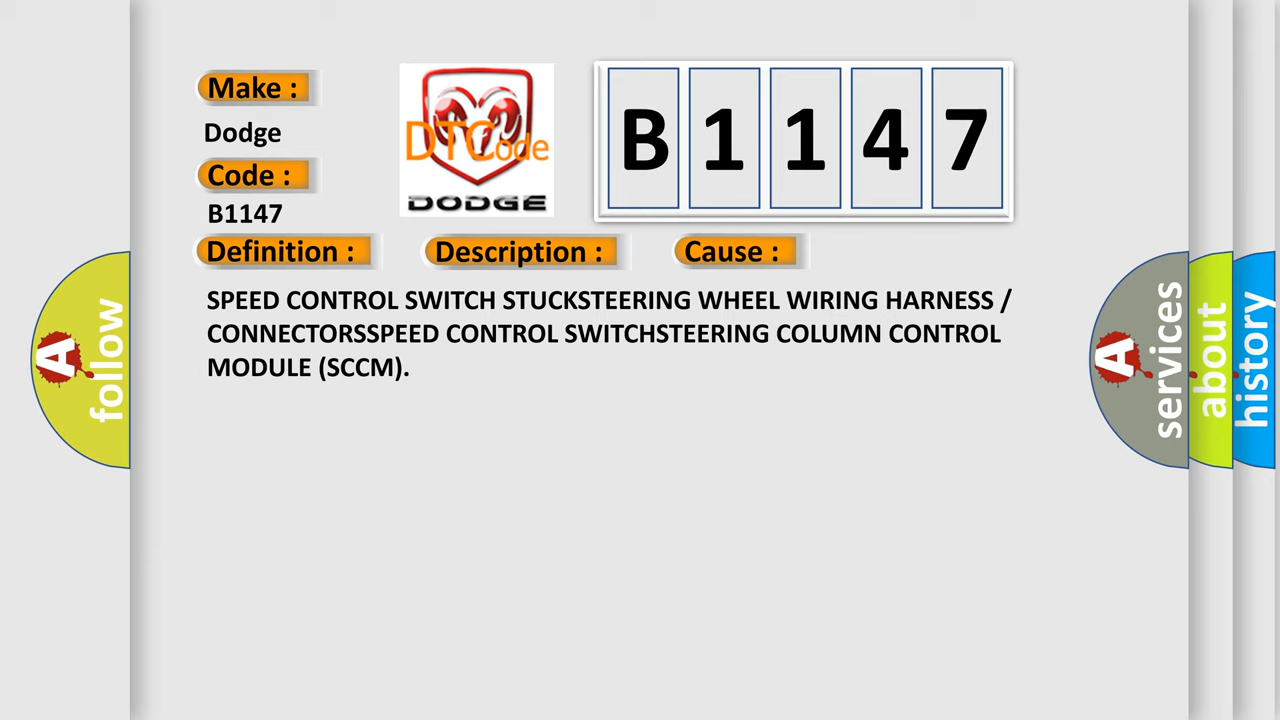 Make :
Dodge
Code :
B1147
DTCode
DODGE
B 1 1 4 7
Definition :
Description :
Cause :
SPEED CONTROL SWITCH STUCKSTEERING WHEEL WIRING HARNESS /
CONNECTORSSPEED CONTROL SWITCHSTEERING COLUMN CONTROL
MODULE (SCCM).
A follow
A services
about
history